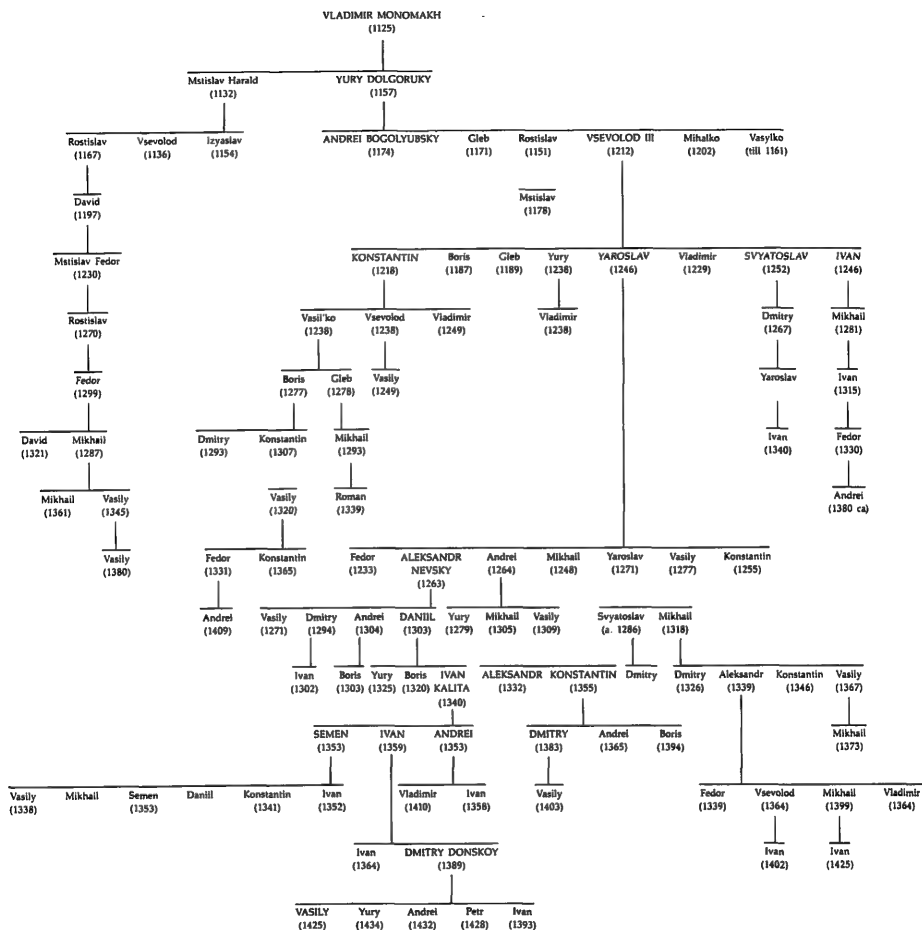 VLADIMIR MONOMAKH
(1125)
Mstislav Harald YURY DOLGORUKY
(1132) (1157)
Rostislav Vsevolod Izyaslav ANDREI BOGOLYUBSKY Gleb Rostislav VSEVOLOD III Mihalko Vasylko
(1167) (1136) (1154) (1174) (1171) (1151) (1212) (1202) (till 1161)
David Mstislav
(1197) (1178)
Mstislav Fedor KONSTANTIN Boris Gleb Yury YAROSLAV Vladimir SVYATOSLAV IVAN
(1230) (1218) (1187) (1189) (1238) (1246) (1229) (1252) (1246)
Rostislav Vasil'ko Vsevolod Vladimir Vladimir Dmitry Mikhail
(1270) (1238) (1238) (1249) (1238) (1267) (1281)
Fedor Boris Gleb Vasily Yaroslav Ivan
(1299) (1277) (1278) (1249) (1315)
David Mikhail Dmitry Konstantin Mikhail Ivan Fedor
(1321) (1287) (1293) (1307) (1293) (1340) (1330)
Mikhail Vasily Vasily Roman Andrei
(1361) (1345) (1320) (1339) (1380 ca)
Vasily Fedor Konstantin Fedor ALEKSANDR Andrei Mikhail Yaroslav Vasily Konstantin
(1380) (1331) (1365) (1233) NEVSKY (1264) (1248) (1271) (1277) (1255)
(1263)
Andrei Vasily Dmitry Andrei DANIIL Yury Mikhail Vasily Svyatoslav Mikhail
(1409) (1271) (1294) (1304) (1303) (1279) (1305) (1309) (a. 1286) (1318)
Ivan Boris Yury Boris IVAN ALEKSANDR KONSTANTIN Dmitry Dmitry Aleksandr Konstantin Vasily
(1302) (1303) (1325) (1320) KALITA (1332) (1355) (1326) (1339) (1346) (1367)
(1340)
SEMEN IVAN ANDREI DMITRY Andrei Boris Mikhail
(1353) (1359) (1353) (1383) (1365) (1394) (1373)
Vasily Mikhail Semen Daniil Konstantin Ivan Vladimir Ivan Vasily Fedor Vsevolod Mikhail Vladimir
(1338) (1353) (1341) (1352) (1410) (1358) (1403) (1339) (1364) (1399) (1364)
Ivan DMITRY DONSKOY Ivan Ivan
(1364) (1389) (1402) (1425)
VASILY Yury Andrei Petr Ivan
(1425) (1434) (1432) (1428) (1393)